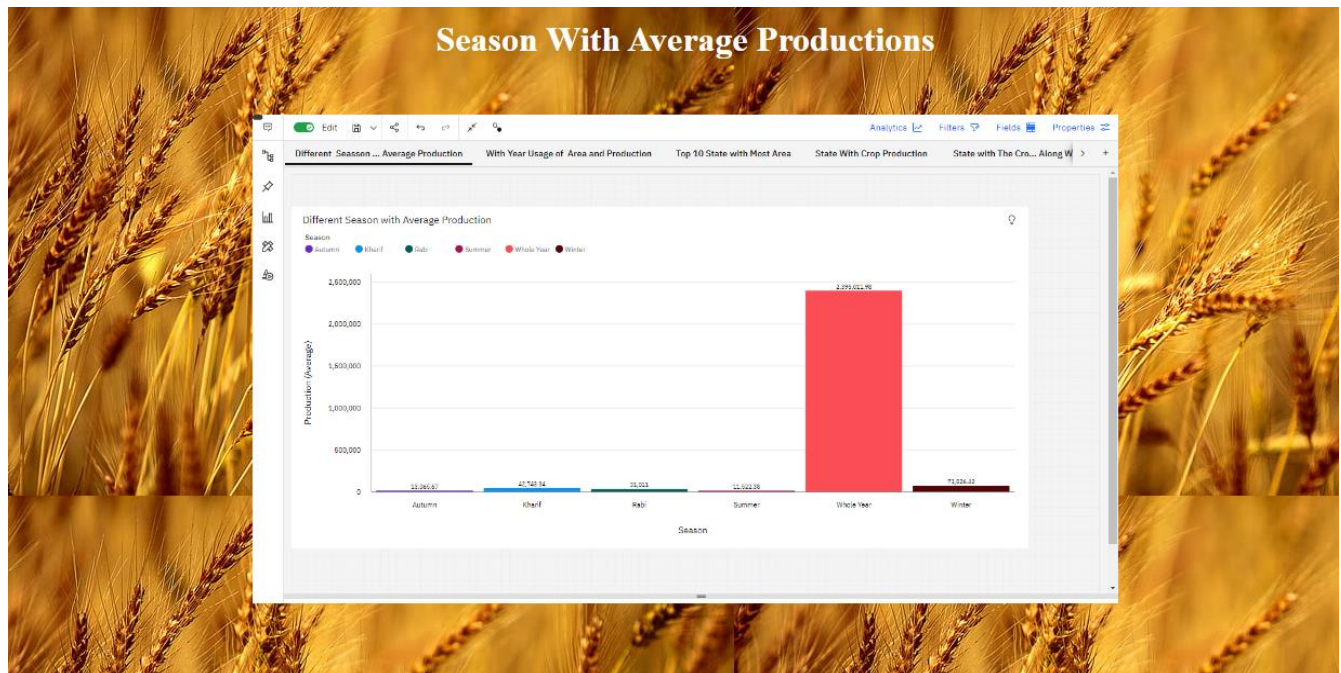 Season With Average Productions
Edit
Analytics Filters Fields Properties
Different Seasson ... Average Production With Year Usage of Area and Production Top 10 State with Most Area State With Crop Production State with The Cro... Along W
Different Season with Average Production
Season
Autumn Kharif Rabi Summer Whole Year Winter
2,500,000
2,000,000
1,500,000
1,000,000
500,000
0
Production (Average)
Autumn Kharif Rabi Summer Whole Year Winter
Season